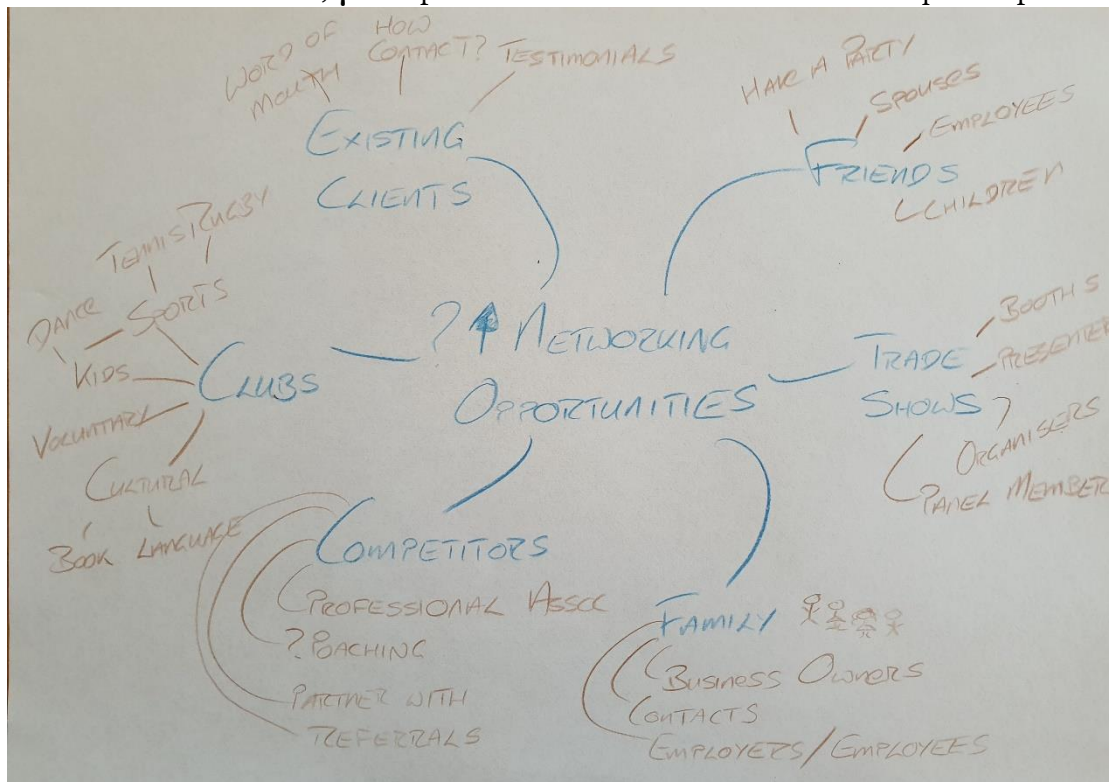 WORD OF
MOUTH
HOW
CONTACT?
TESTIMONIALS
EXISTING
CLIENTS
HAVE A PARTY
SPOUSES
EMPLOYEES
FRIENDS
CHILDREN
TENNIS
RUGBY
DANCE
SPORTS
KIDS
CLUBS
VOLUNTARY
CULTURAL
BOOK
LANGUAGE
? ↑ NETWORKING
OPPORTUNITIES
TRADE
SHOWS
BOOTHS
PRESENTER
ORGANISERS
PANEL MEMBER
COMPETITORS
PROFESSIONAL ASSOC
? POACHING
PARTNER WITH
REFERRALS
FAMILY
BUSINESS OWNERS
CONTACTS
EMPLOYERS/EMPLOYEES